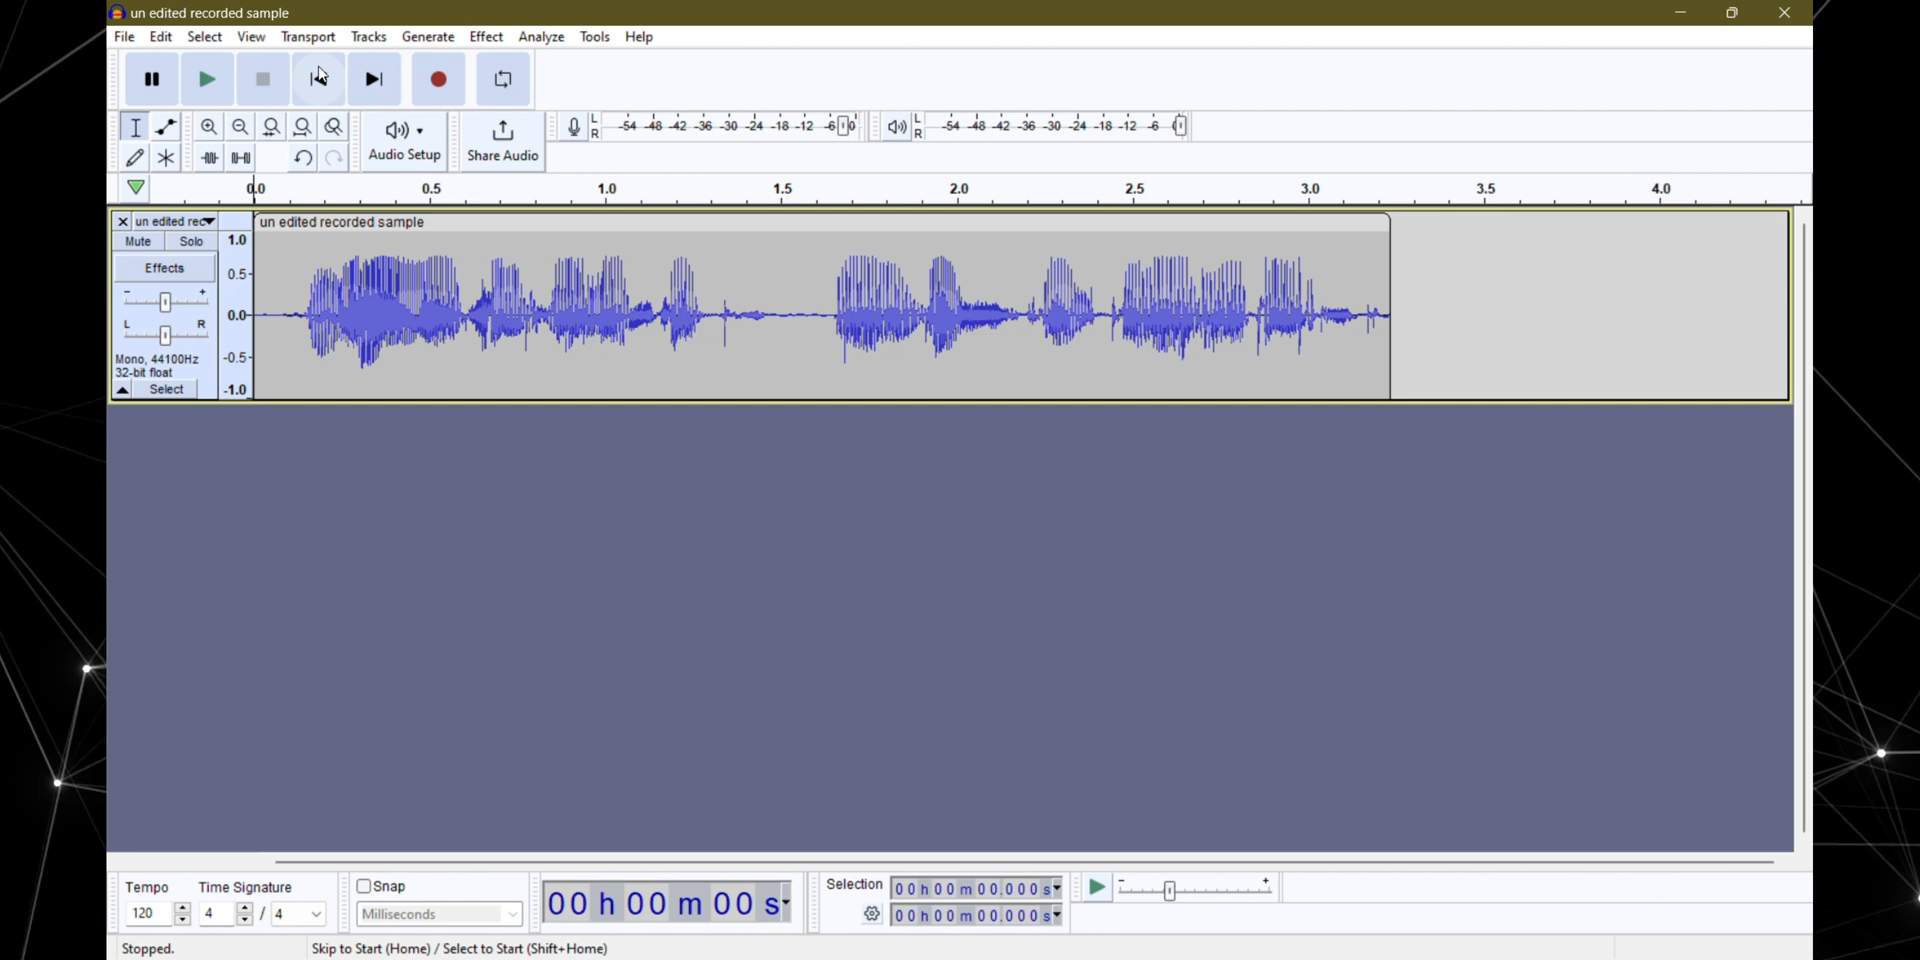 un edited recorded sample
File Edit Select View Transport Tracks Generate Effect Analyze Tools Help
Audio Setup
Share Audio
L R -54 -48 -42 -36 -30 -24 -18 -12 -6 0
L R -54 -48 -42 -36 -30 -24 -18 -12 -6
0.0 0.5 1.0 1.5 2.0 2.5 3.0 3.5 4.0
un edited rec
un edited recorded sample
Mute Solo
Effects
- +
L R
Mono, 44100Hz
32-bit float
Select
1.0
0.5
0.0
-0.5
-1.0
Tempo
120
Time Signature
4 / 4
Snap
Milliseconds
00 h 00 m 00 s
Selection
00 h 00 m 00.000 s
00 h 00 m 00.000 s
- +
Stopped.
Skip to Start (Home) / Select to Start (Shift+Home)